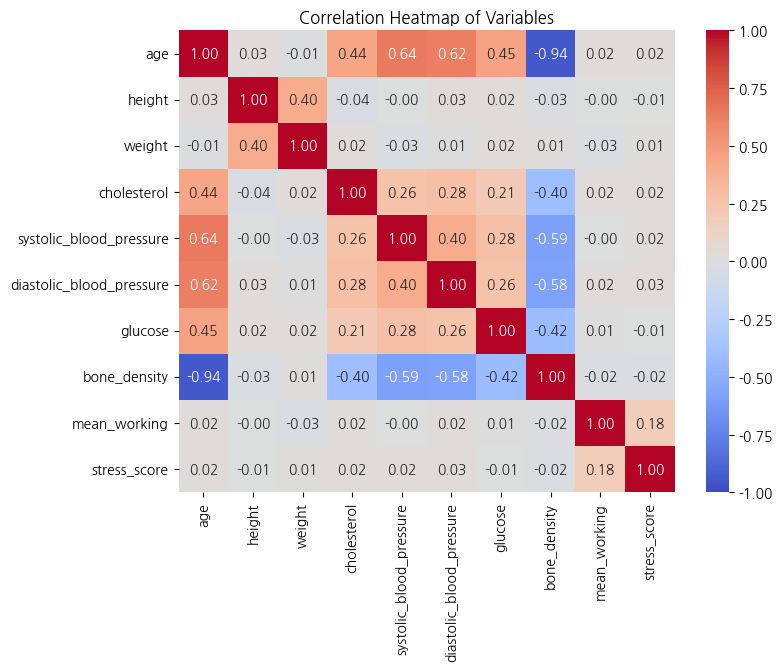 Correlation Heatmap of Variables
age 1.00 0.03 -0.01 0.44 0.64 0.62 0.45 -0.94 0.02 0.02
height 0.03 1.00 0.40 -0.04 -0.00 0.03 0.02 -0.03 -0.00 -0.01
weight -0.01 0.40 1.00 0.02 -0.03 0.01 0.02 0.01 -0.03 0.01
cholesterol 0.44 -0.04 0.02 1.00 0.26 0.28 0.21 -0.40 0.02 0.02
systolic_blood_pressure 0.64 -0.00 -0.03 0.26 1.00 0.40 0.28 -0.59 -0.00 0.02
diastolic_blood_pressure 0.62 0.03 0.01 0.28 0.40 1.00 0.26 -0.58 0.02 0.03
glucose 0.45 0.02 0.02 0.21 0.28 0.26 1.00 -0.42 0.01 -0.01
bone_density -0.94 -0.03 0.01 -0.40 -0.59 -0.58 -0.42 1.00 -0.02 -0.02
mean_working 0.02 -0.00 -0.03 0.02 -0.00 0.02 0.01 -0.02 1.00 0.18
stress_score 0.02 -0.01 0.01 0.02 0.02 0.03 -0.01 -0.02 0.18 1.00
age
height
weight
cholesterol
systolic_blood_pressure
diastolic_blood_pressure
glucose
bone_density
mean_working
stress_score
1.00
0.75
0.50
0.25
0.00
-0.25
-0.50
-0.75
-1.00